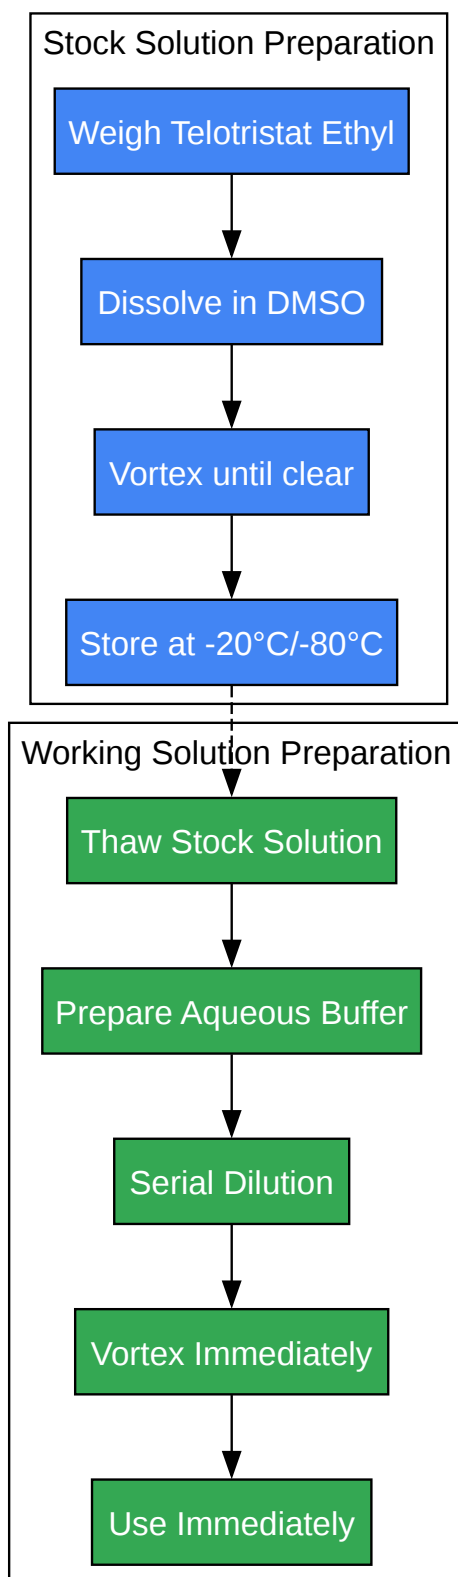 Stock Solution Preparation
Weigh Telotristat Ethyl
Dissolve in DMSO
Vortex until clear
Store at -20°C/-80°C
Working Solution Preparation
Thaw Stock Solution
Prepare Aqueous Buffer
Serial Dilution
Vortex Immediately
Use Immediately